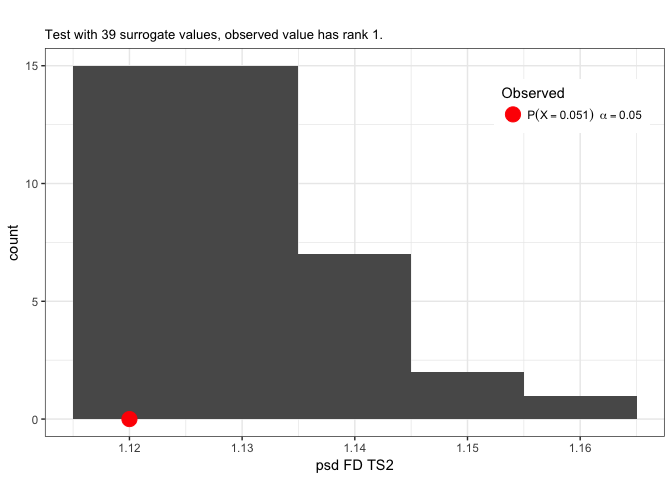 Test with 39 surrogate values, observed value has rank 1.
15
10
5
0
count
Observed
P(X = 0.051) α = 0.05
1.12 1.13 1.14 1.15 1.16
psd FD TS2